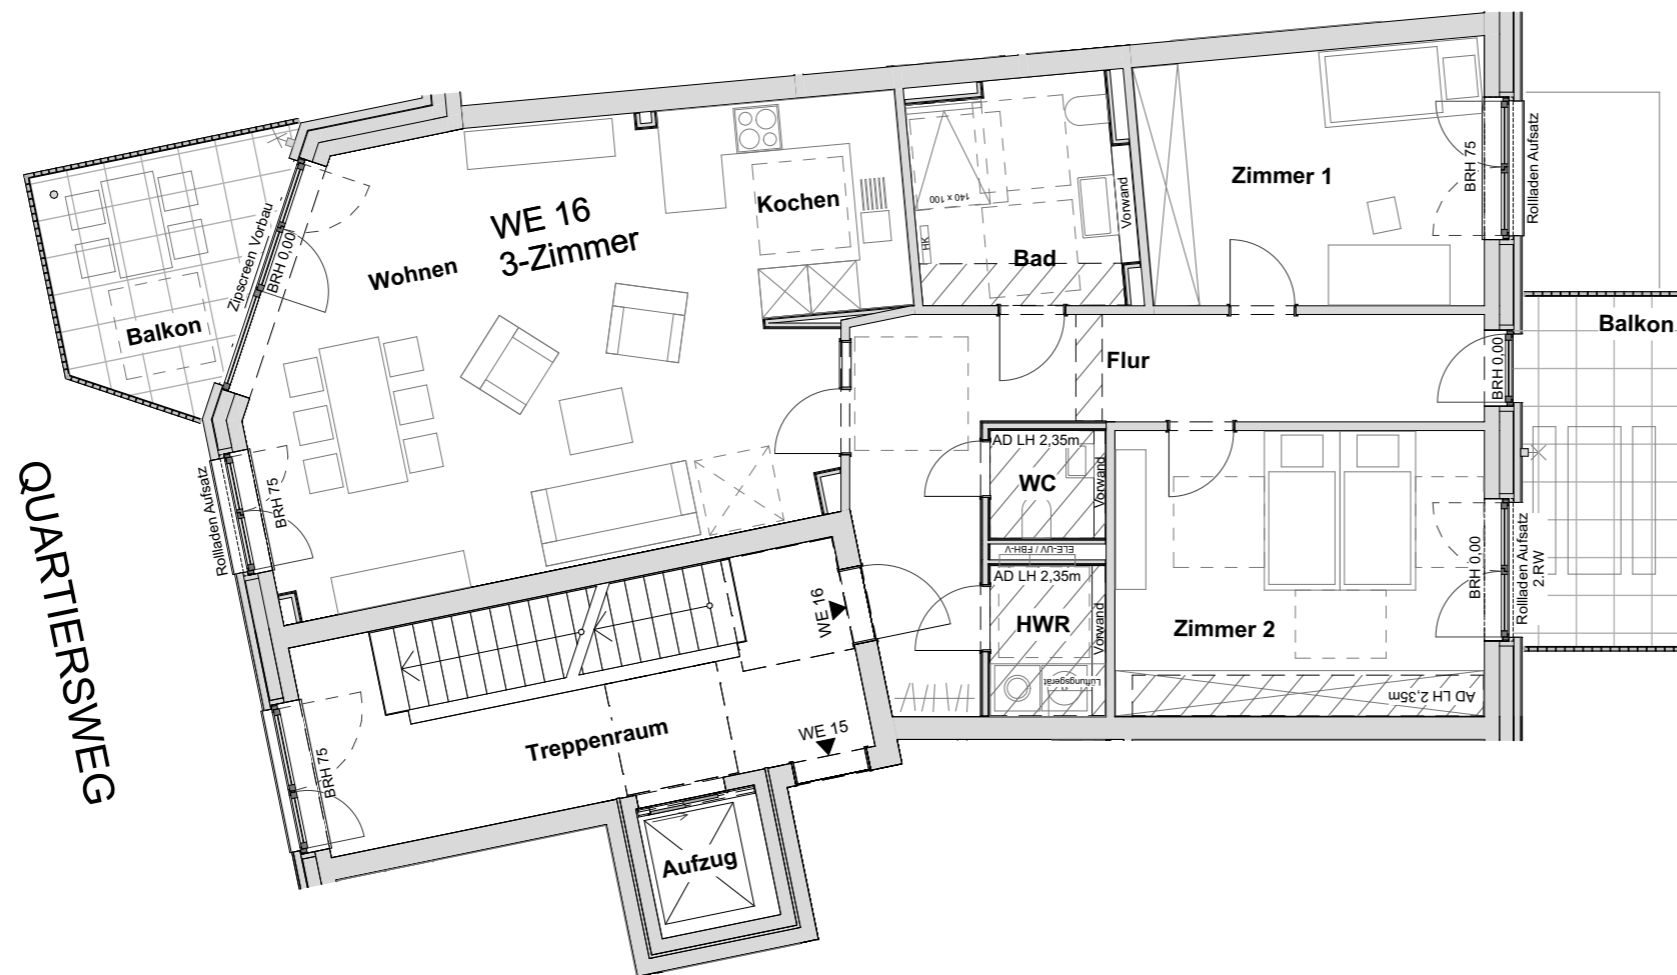 QUARTIERSWEG
WE 16
3-Zimmer
Wohnen
Kochen
Balkon
Zipscreen Vorbau
BRH 0,00
Rollladen Aufsatz
BRH 75
Bad
140 x 100
HK
Vorwand
Zimmer 1
BRH 75
Rollladen Aufsatz
Flur
BRH 0,00
Balkon
AD LH 2,35m
WC
Vorwand
ELE-UV / FBH-V
AD LH 2,35m
HWR
Vorwand
Lüftungsgerät
Zimmer 2
BRH 0,00
Rollladen Aufsatz
2.RW
AD LH 2,35m
WE 16
WE 15
Treppenraum
BRH 75
Aufzug